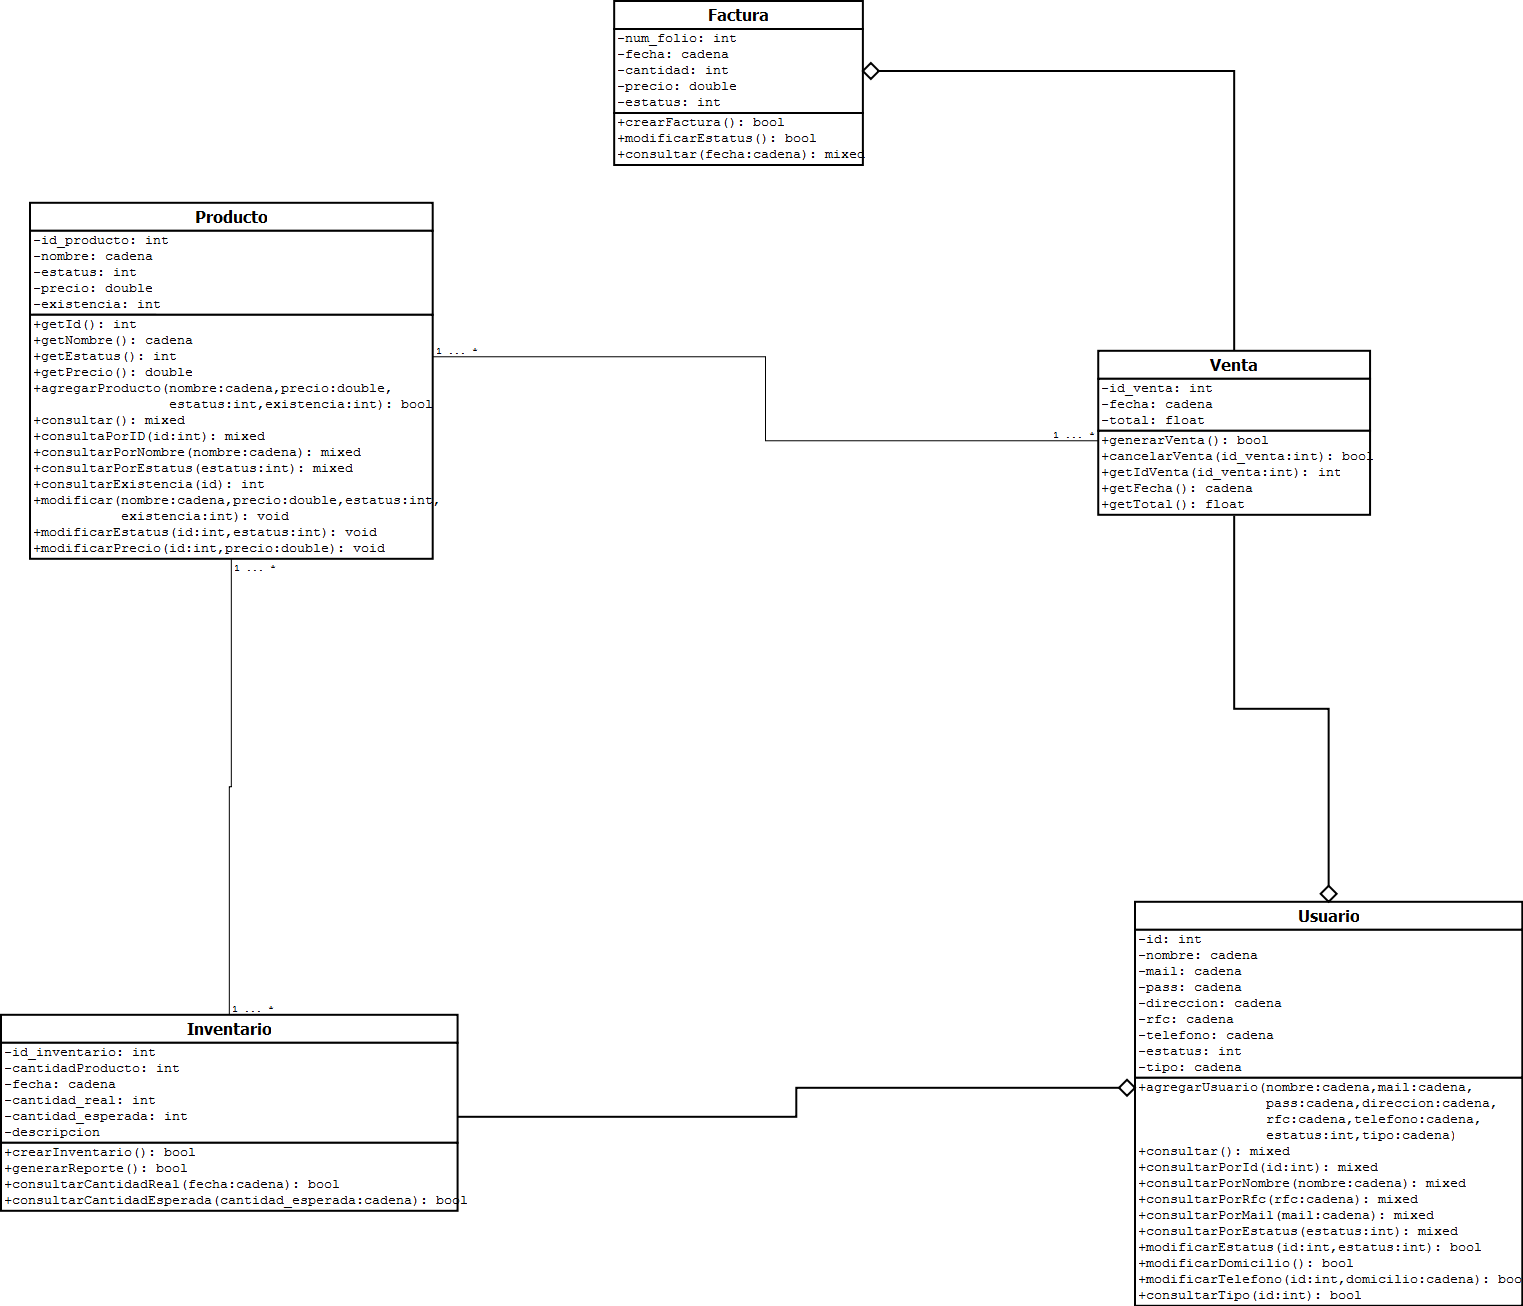 Factura
-num_folio: int
-fecha: cadena
-cantidad: int
-precio: double
-estatus: int
+crearFactura(): bool
+modificarEstatus(): bool
+consultar(fecha:cadena): mixed
Producto
-id_producto: int
-nombre: cadena
-estatus: int
-precio: double
-existencia: int
+getId(): int
+getNombre(): cadena
+getEstatus(): int
+getPrecio(): double
+agregarProducto(nombre:cadena,precio:double,
estatus:int,existencia:int): bool
+consultar(): mixed
+consultaPorID(id:int): mixed
+consultarPorNombre(nombre:cadena): mixed
+consultarPorEstatus(estatus:int): mixed
+consultarExistencia(id): int
+modificar(nombre:cadena,precio:double,estatus:int,
existencia:int): void
+modificarEstatus(id:int,estatus:int): void
+modificarPrecio(id:int,precio:double): void
1 ... *
1 ... *
1 ... *
Venta
-id_venta: int
-fecha: cadena
-total: float
+generarVenta(): bool
+cancelarVenta(id_venta:int): bool
+getIdVenta(id_venta:int): int
+getFecha(): cadena
+getTotal(): float
1 ... *
Inventario
-id_inventario: int
-cantidadProducto: int
-fecha: cadena
-cantidad_real: int
-cantidad_esperada: int
-descripcion
+crearInventario(): bool
+generarReporte(): bool
+consultarCantidadReal(fecha:cadena): bool
+consultarCantidadEsperada(cantidad_esperada:cadena): bool
Usuario
-id: int
-nombre: cadena
-mail: cadena
-pass: cadena
-direccion: cadena
-rfc: cadena
-telefono: cadena
-estatus: int
-tipo: cadena
+agregarUsuario(nombre:cadena,mail:cadena,
pass:cadena,direccion:cadena,
rfc:cadena,telefono:cadena,
estatus:int,tipo:cadena)
+consultar(): mixed
+consultarPorId(id:int): mixed
+consultarPorNombre(nombre:cadena): mixed
+consultarPorRfc(rfc:cadena): mixed
+consultarPorMail(mail:cadena): mixed
+consultarPorEstatus(estatus:int): mixed
+modificarEstatus(id:int,estatus:int): bool
+modificarDomicilio(): bool
+modificarTelefono(id:int,domicilio:cadena): boo
+consultarTipo(id:int): bool